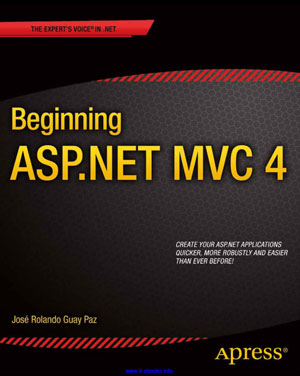 THE EXPERT'S VOICE® IN .NET
Beginning
ASP.NET MVC 4
CREATE YOUR ASP.NET APPLICATIONS
QUICKER, MORE ROBUSTLY AND EASIER
THAN EVER BEFORE!
José Rolando Guay Paz
Apress®